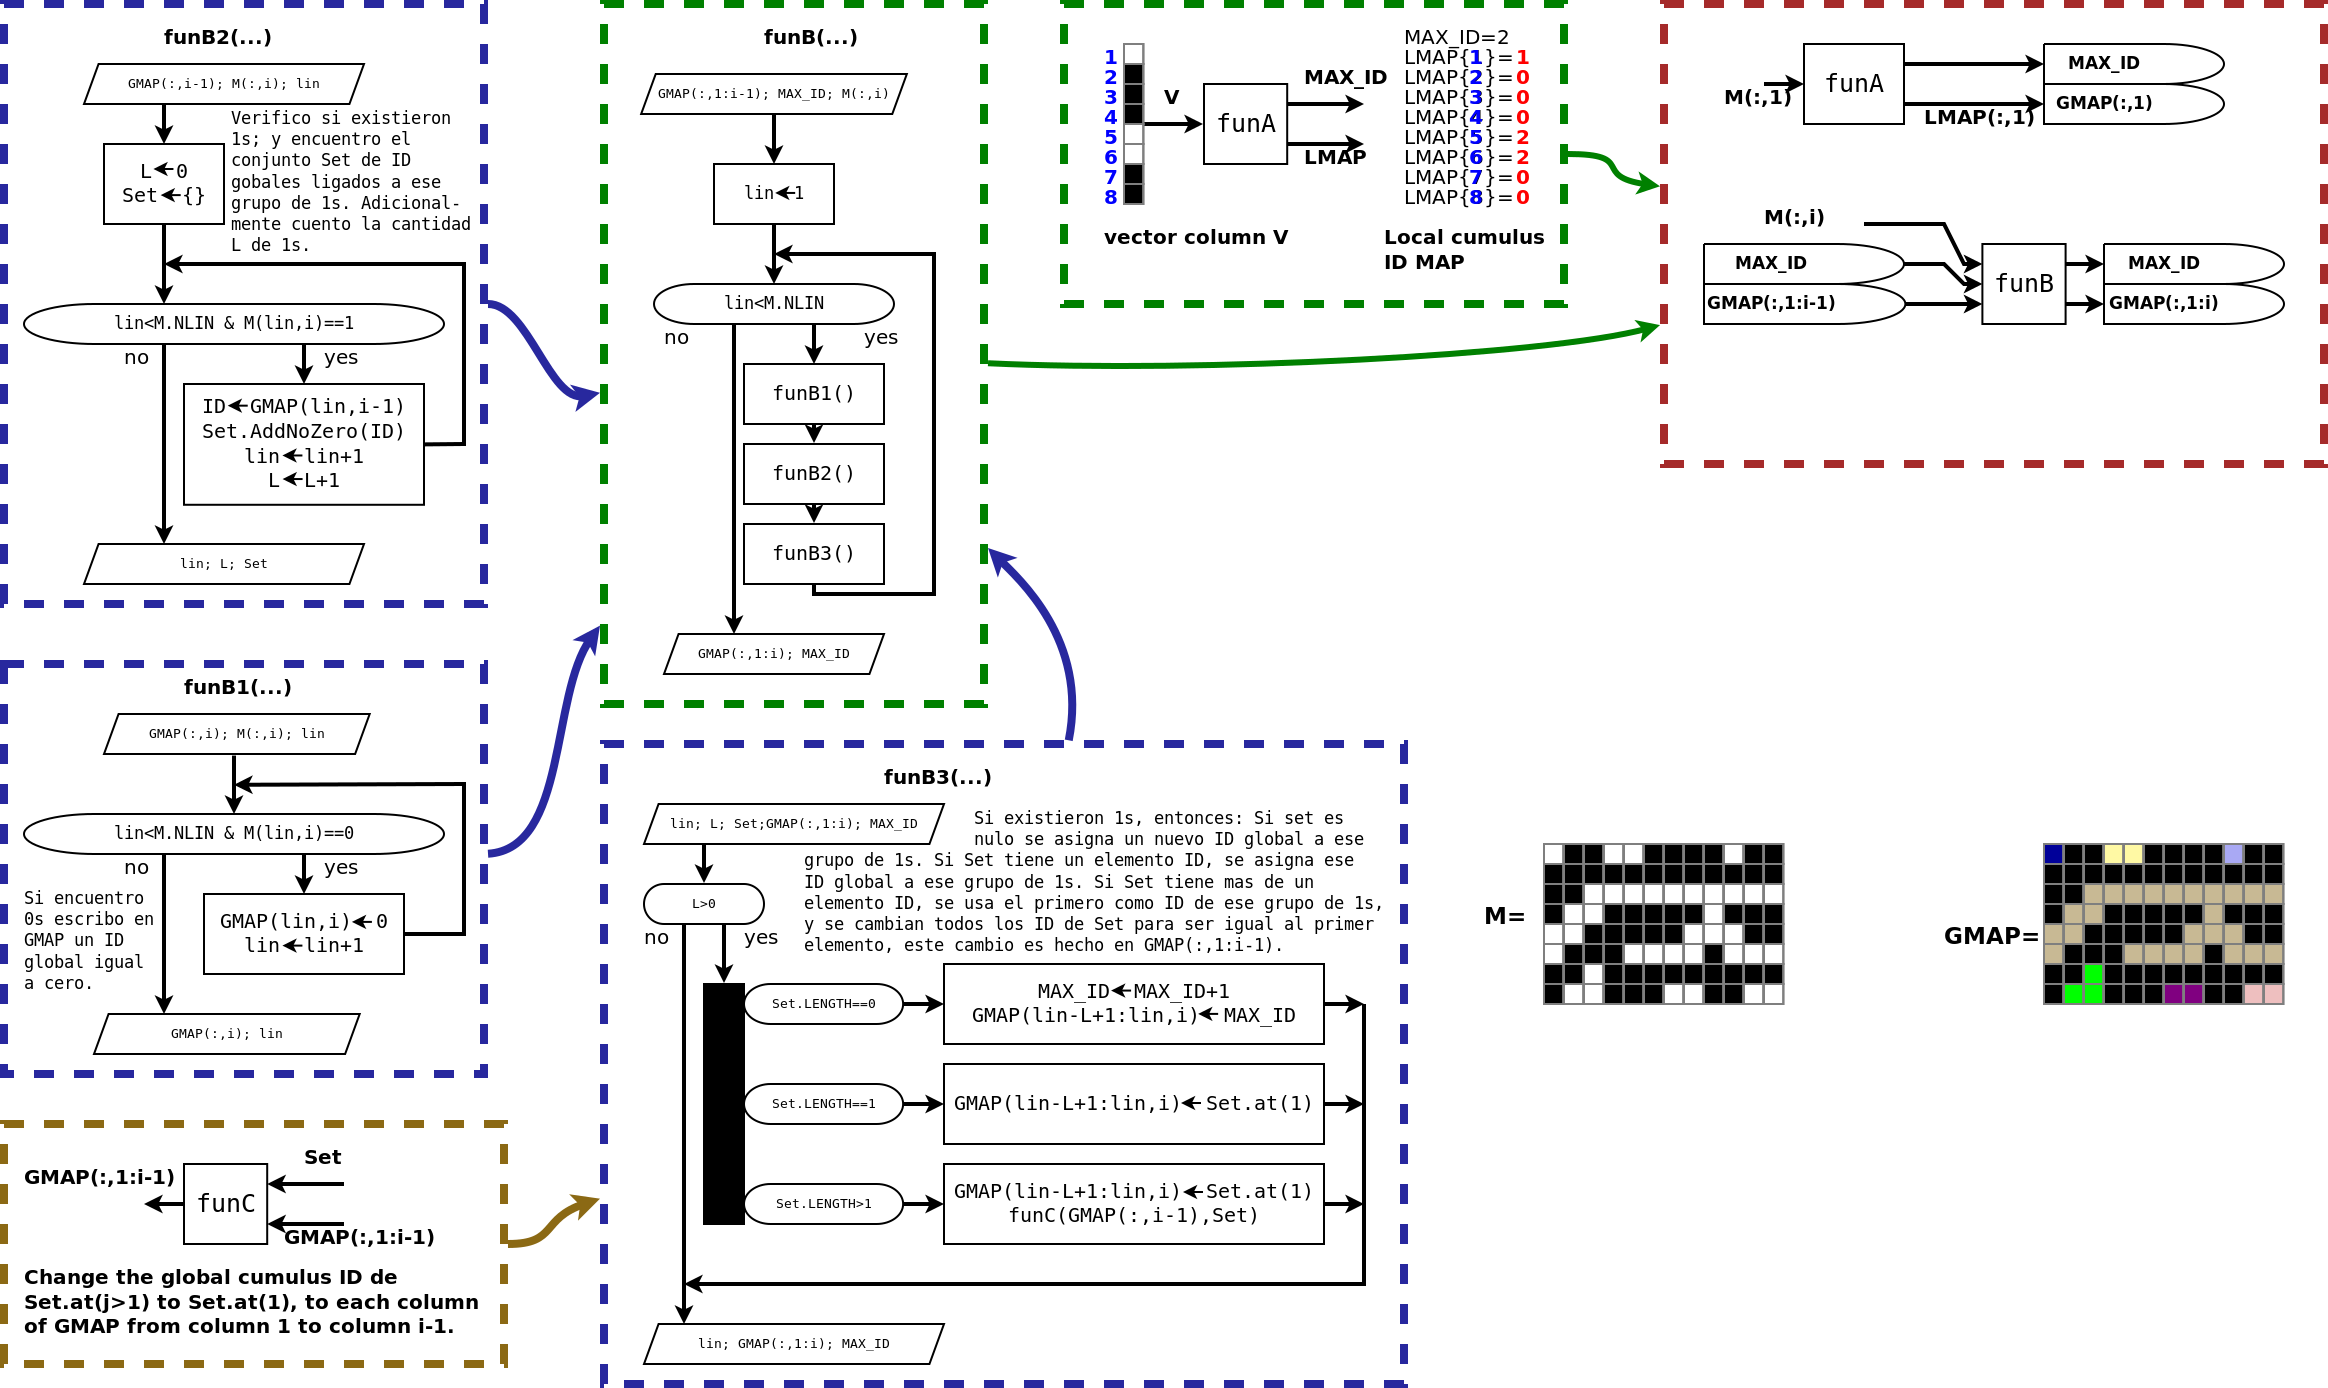 funB2(...)
GMAP(:,i-1); M(:,i); lin
L←0
Set←{}
Verifico si existieron
1s; y encuentro el
conjunto Set de ID
gobales ligados a ese
grupo de 1s. Adicional-
mente cuento la cantidad
L de 1s.
lin<M.NLIN & M(lin,i)==1
no
yes
ID←GMAP(lin,i-1)
Set.AddNoZero(ID)
lin←lin+1
L←L+1
lin; L; Set
funB1(...)
GMAP(:,i); M(:,i); lin
lin<M.NLIN & M(lin,i)==0
no
yes
Si encuentro
0s escribo en
GMAP un ID
global igual
a cero.
GMAP(lin,i)←0
lin←lin+1
GMAP(:,i); lin
Set
GMAP(:,1:i-1)
funC
GMAP(:,1:i-1)
Change the global cumulus ID de
Set.at(j>1) to Set.at(1), to each column
of GMAP from column 1 to column i-1.
funB(...)
GMAP(:,1:i-1); MAX_ID; M(:,i)
lin←1
lin<M.NLIN
no
yes
funB1()
funB2()
funB3()
GMAP(:,1:i); MAX_ID
funB3(...)
lin; L; Set;GMAP(:,1:i); MAX_ID
Si existieron 1s, entonces: Si set es
nulo se asigna un nuevo ID global a ese
grupo de 1s. Si Set tiene un elemento ID, se asigna ese
ID global a ese grupo de 1s. Si Set tiene mas de un
elemento ID, se usa el primero como ID de ese grupo de 1s,
y se cambian todos los ID de Set para ser igual al primer
elemento, este cambio es hecho en GMAP(:,1:i-1).
L>0
no
yes
Set.LENGTH==0
MAX_ID←MAX_ID+1
GMAP(lin-L+1:lin,i)← MAX_ID
Set.LENGTH==1
GMAP(lin-L+1:lin,i)←Set.at(1)
Set.LENGTH>1
GMAP(lin-L+1:lin,i)←Set.at(1)
funC(GMAP(:,i-1),Set)
lin; GMAP(:,1:i); MAX_ID
1
2
3
4
5
6
7
8
V
funA
MAX_ID
LMAP
MAX_ID=2
LMAP{1}=1
LMAP{2}=0
LMAP{3}=0
LMAP{4}=0
LMAP{5}=2
LMAP{6}=2
LMAP{7}=0
LMAP{8}=0
vector column V
Local cumulus
ID MAP
M(:,1)
funA
LMAP(:,1)
MAX_ID
GMAP(:,1)
M(:,i)
MAX_ID
GMAP(:,1:i-1)
funB
MAX_ID
GMAP(:,1:i)
M=
GMAP=